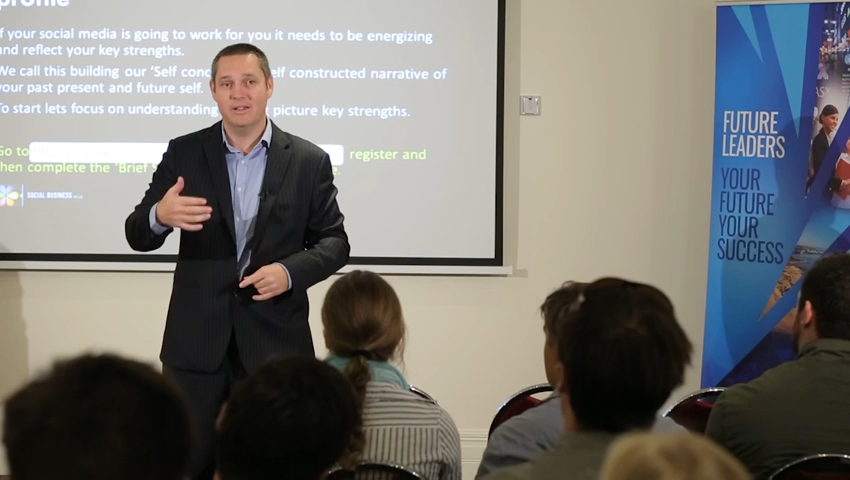 profile
f your social media is going to work for you it needs to be energizing
and reflect your key strengths.
We call this building our 'Self conc elf constructed narrative of
your past present and future self.
To start lets focus on understanding picture key strengths.
Go to register and
then complete the 'Brief
SOCIAL BUSINESS
FUTURE
LEADERS
YOUR
FUTURE
YOUR
SUCCESS